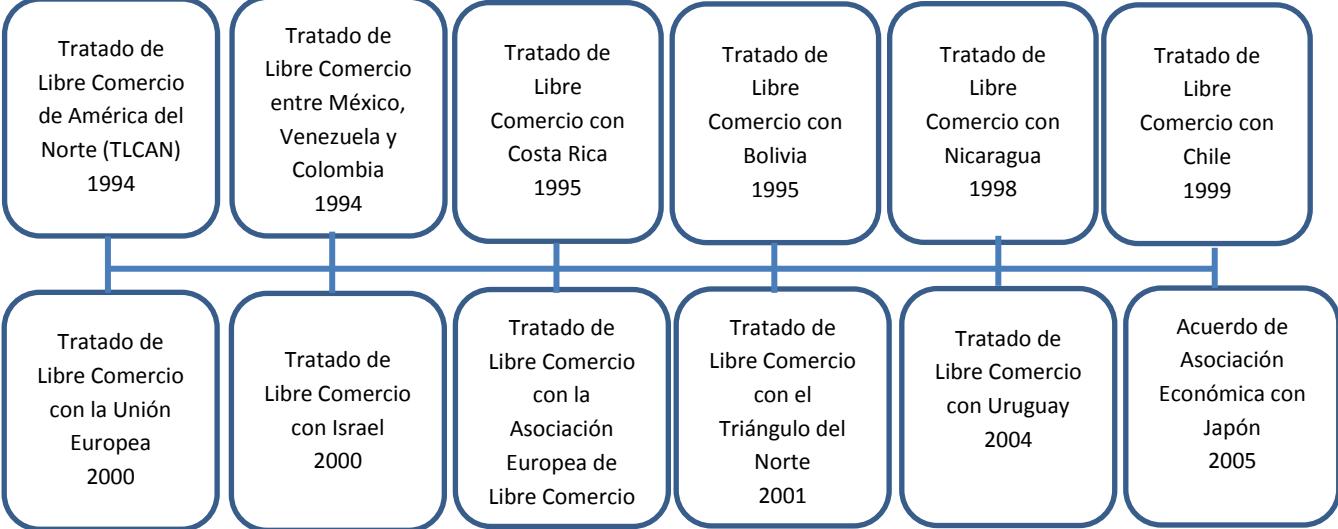 Tratado de
Libre Comercio
de América del
Norte (TLCAN)
1994
Tratado de
Libre Comercio
entre México,
Venezuela y
Colombia
1994
Tratado de
Libre
Comercio con
Costa Rica
1995
Tratado de
Libre
Comercio con
Bolivia
1995
Tratado de
Libre
Comercio con
Nicaragua
1998
Tratado de
Libre
Comercio con
Chile
1999
Tratado de
Libre Comercio
con la Unión
Europea
2000
Tratado de
Libre Comercio
con Israel
2000
Tratado de
Libre Comercio
con la
Asociación
Europea de
Libre Comercio
Tratado de
Libre Comercio
con el
Triángulo del
Norte
2001
Tratado de
Libre Comercio
con Uruguay
2004
Acuerdo de
Asociación
Económica con
Japón
2005